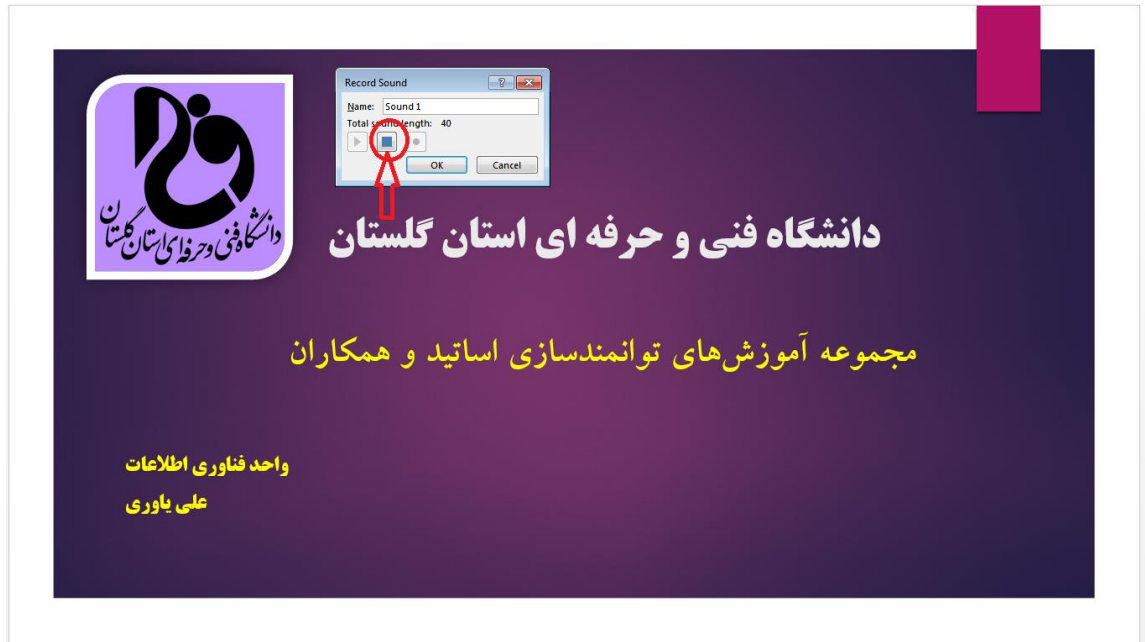 Record Sound
Name: Sound 1
Total sound length: 40
OK Cancel
دانشگاه فنی و حرفه ای استان گلستان
دانشگاه فنی و حرفه‌ای استان گلستان
مجموعه آموزش‌های توانمندسازی اساتید و همکاران
واحد فناوری اطلاعات
علی یاوری